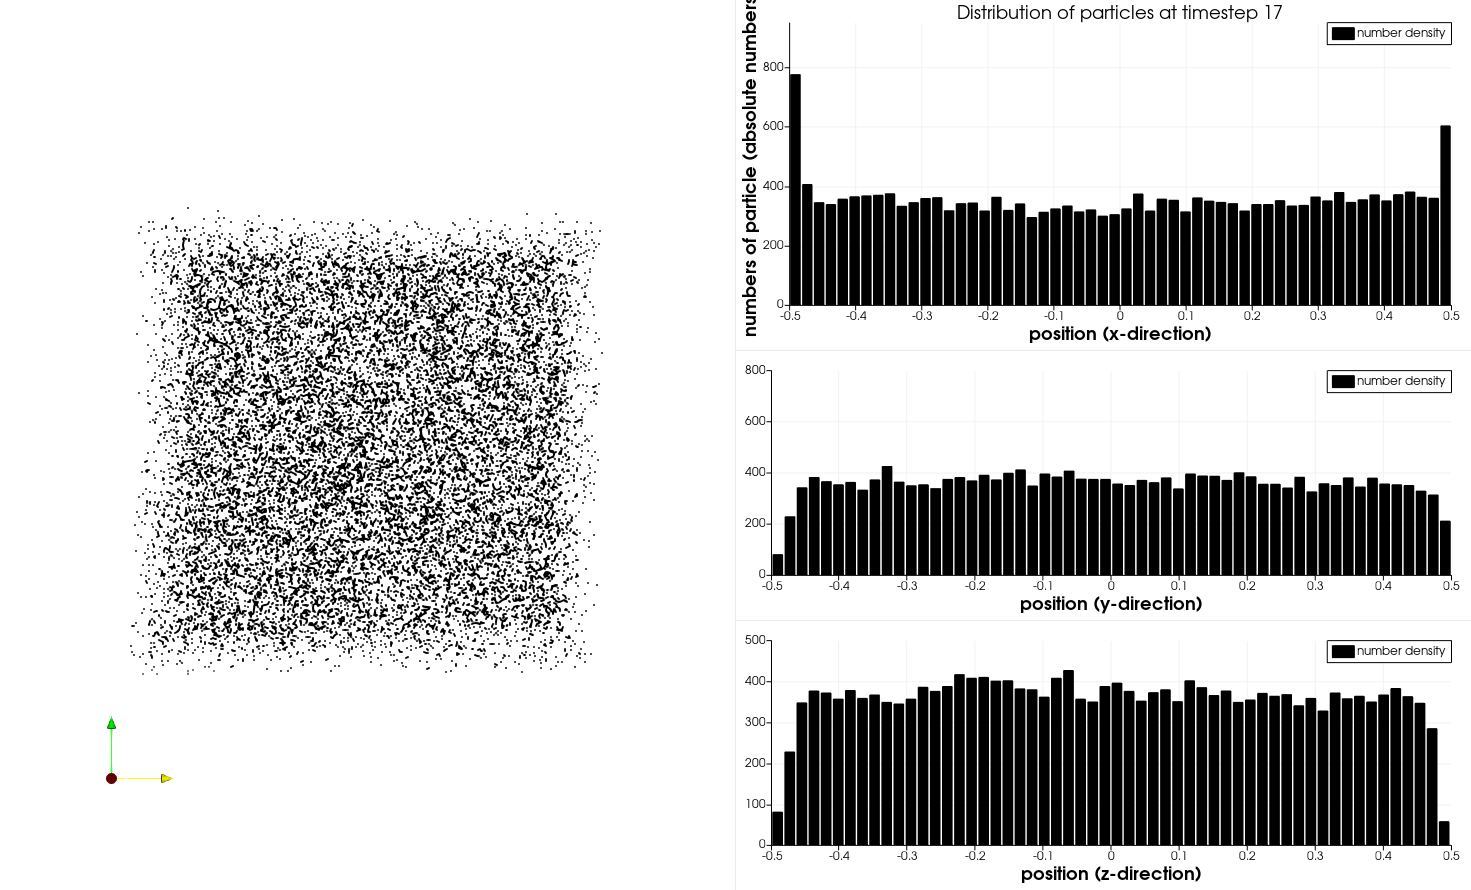 Distribution of particles at timestep 17
numbers of particle (absolute numbers
number density
800
600
400
200
0
-0.5 -0.4 -0.3 -0.2 -0.1 0 0.1 0.2 0.3 0.4 0.5
position (x-direction)
number density
800
600
400
200
0
-0.5 -0.4 -0.3 -0.2 -0.1 0 0.1 0.2 0.3 0.4 0.5
position (y-direction)
number density
500
400
300
200
100
0
-0.5 -0.4 -0.3 -0.2 -0.1 0 0.1 0.2 0.3 0.4 0.5
position (z-direction)